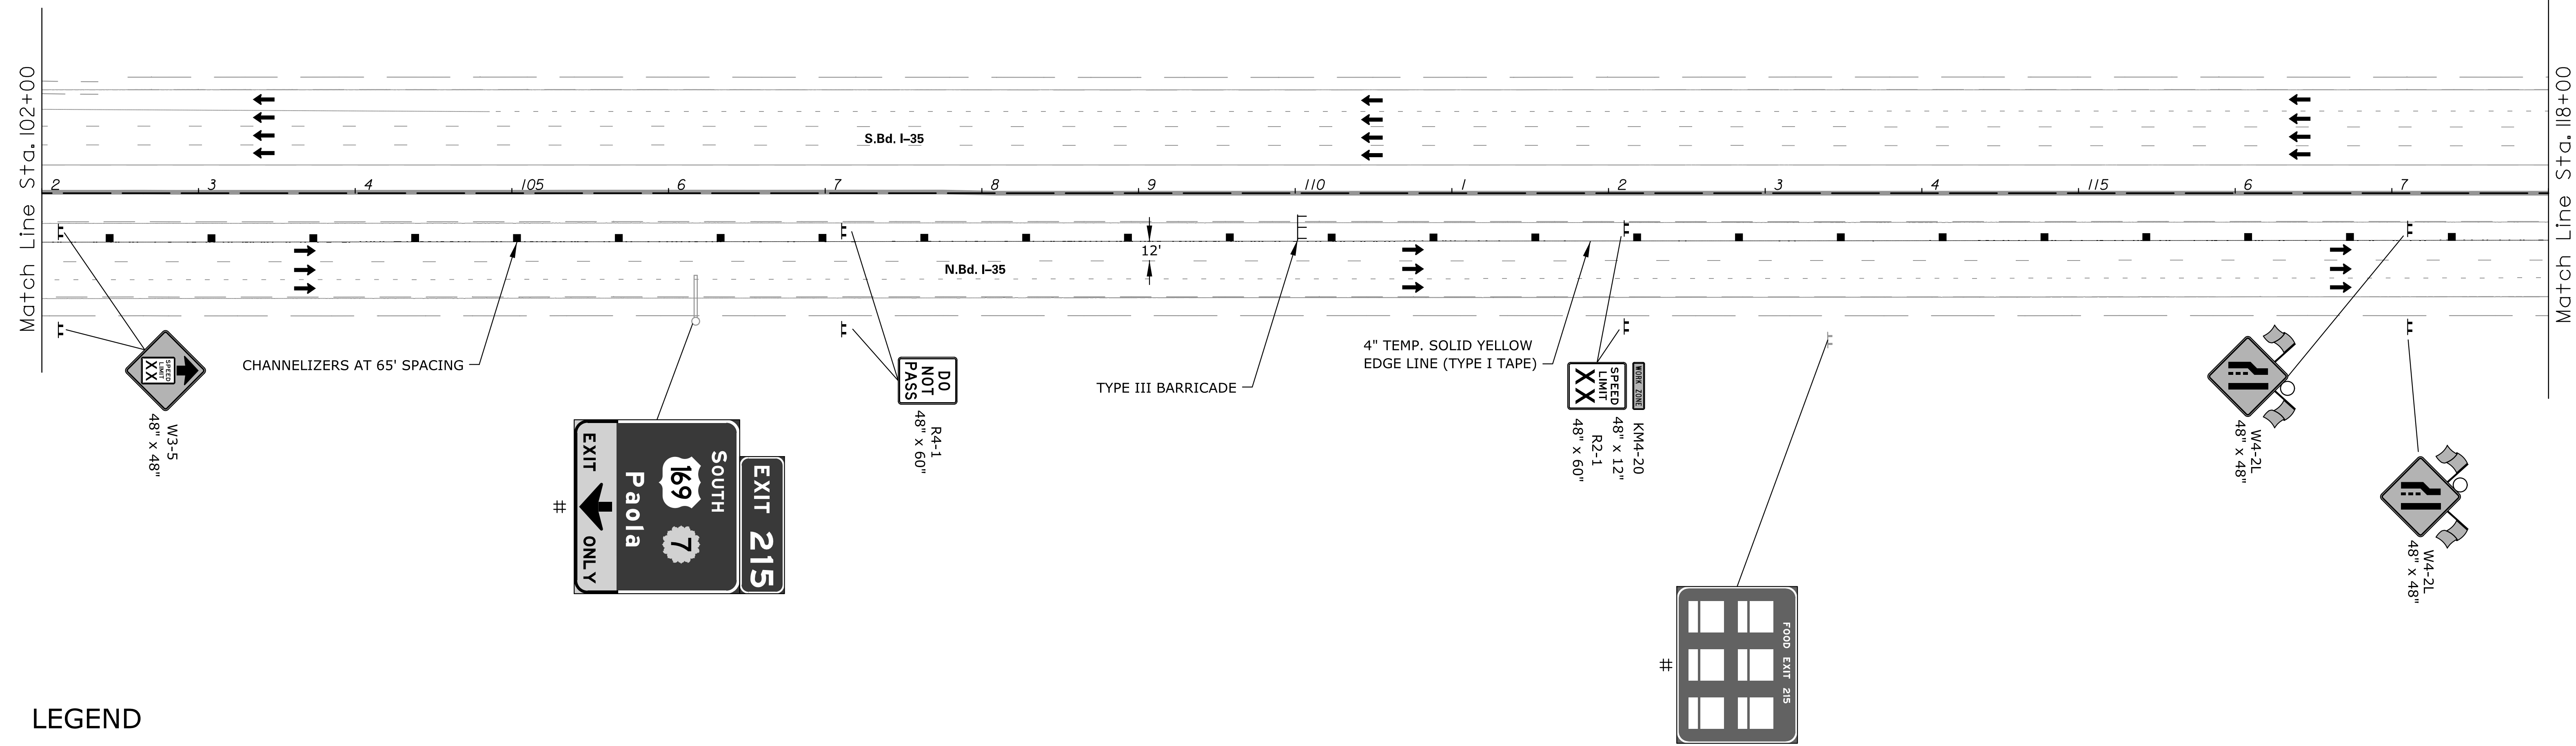 Match Line Sta. 102+00
S.Bd. I-35
2 3 4 105 6 7 8 9 110 1 2 3 4 115 6 7
N.Bd. I-35
12'
Match Line Sta. 118+00
SPEED
LIMIT
XX
W3-5
48" x 48"
CHANNELIZERS AT 65' SPACING
EXIT 215
SOUTH
169 7
Paola
EXIT ONLY
#
DO
NOT
PASS
R4-1
48" x 60"
TYPE III BARRICADE
4" TEMP. SOLID YELLOW
EDGE LINE (TYPE I TAPE)
WORK ZONE
SPEED
LIMIT
XX
KM4-20
48" x 12"
R2-1
48" x 60"
FOOD EXIT 215
#
W4-2L
48" x 48"
W4-2L
48" x 48"
LEGEND